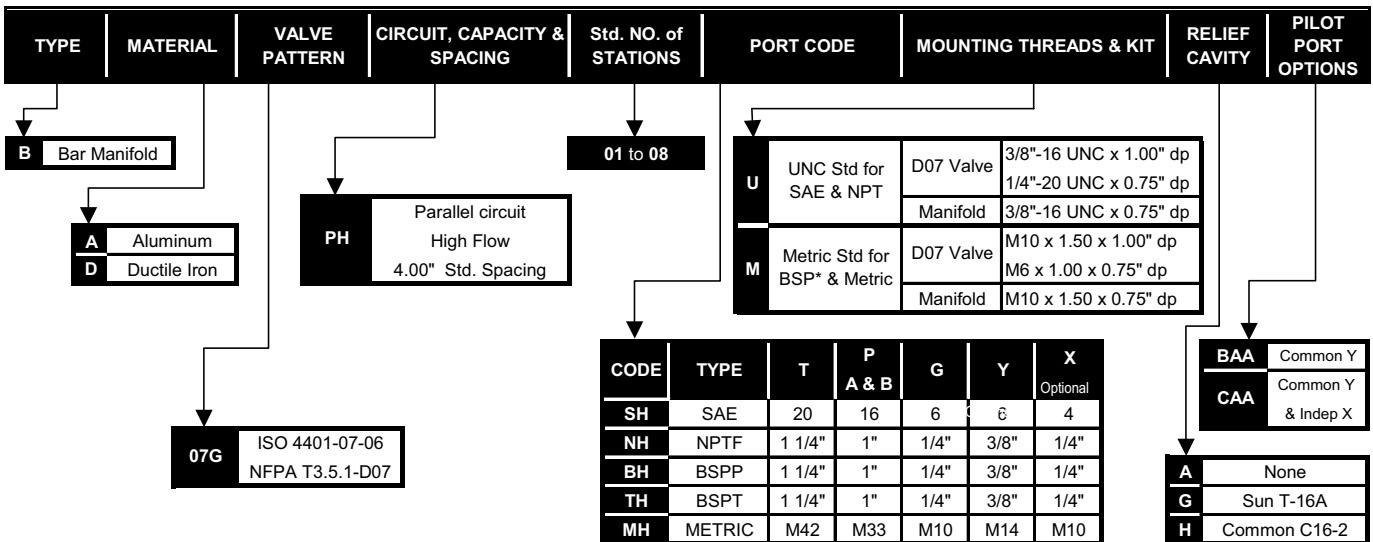 TYPE MATERIAL VALVE PATTERN CIRCUIT, CAPACITY & SPACING Std. NO. of STATIONS PORT CODE MOUNTING THREADS & KIT RELIEF CAVITY PILOT PORT OPTIONS
B Bar Manifold
A Aluminum
D Ductile Iron
07G ISO 4401-07-06
NFPA T3.5.1-D07
PH Parallel circuit
High Flow
4.00" Std. Spacing
01 to 08
U UNC Std for SAE & NPT D07 Valve 3/8"-16 UNC x 1.00" dp
1/4"-20 UNC x 0.75" dp
Manifold 3/8"-16 UNC x 0.75" dp
M Metric Std for BSP* & Metric D07 Valve M10 x 1.50 x 1.00" dp
M6 x 1.00 x 0.75" dp
Manifold M10 x 1.50 x 0.75" dp
CODE TYPE T P A & B G Y X Optional
SH SAE 20 16 6 6 4
NH NPTF 1 1/4" 1" 1/4" 3/8" 1/4"
BH BSPP 1 1/4" 1" 1/4" 3/8" 1/4"
TH BSPT 1 1/4" 1" 1/4" 3/8" 1/4"
MH METRIC M42 M33 M10 M14 M10
BAA Common Y
CAA Common Y
& Indep X
A None
G Sun T-16A
H Common C16-2